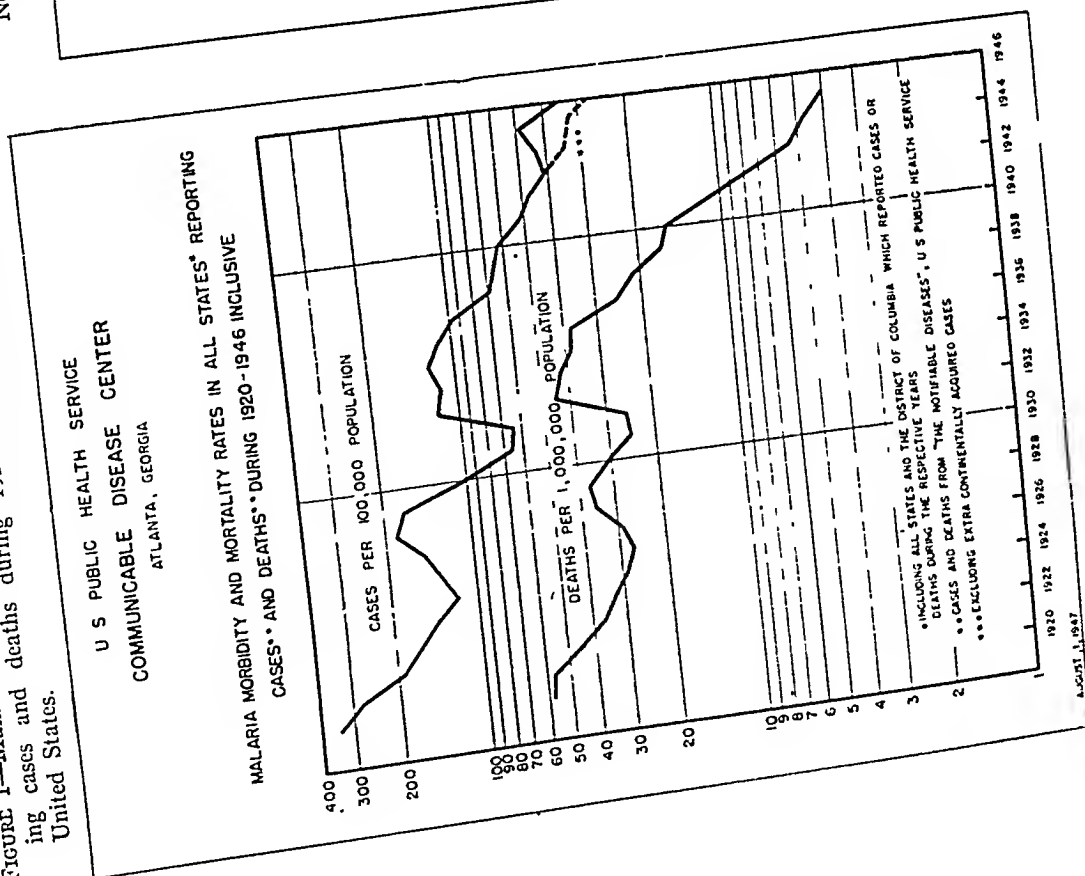 FIGURE 1
ing cases and deaths during
United States.
U S PUBLIC HEALTH SERVICE
COMMUNICABLE DISEASE CENTER
ATLANTA, GEORGIA
MALARIA MORBIDITY AND MORTALITY RATES IN ALL STATES* REPORTING
CASES** AND DEATHS** DURING 1920-1946 INCLUSIVE
400
300
200
100
90
80
70
60
50
40
30
20
10
9
8
7
6
5
4
3
2
1
CASES PER 100,000 POPULATION
DEATHS PER 1,000,000 POPULATION
***
*INCLUDING ALL STATES AND THE DISTRICT OF COLUMBIA WHICH REPORTED CASES OR
DEATHS DURING THE RESPECTIVE YEARS
**CASES AND DEATHS FROM "THE NOTIFIABLE DISEASES", U S PUBLIC HEALTH SERVICE
***EXCLUDING EXTRA CONTINENTALLY ACQUIRED CASES
1920 1922 1924 1926 1928 1930 1932 1934 1936 1938 1940 1942 1944 1946
AUGUST 1, 1947